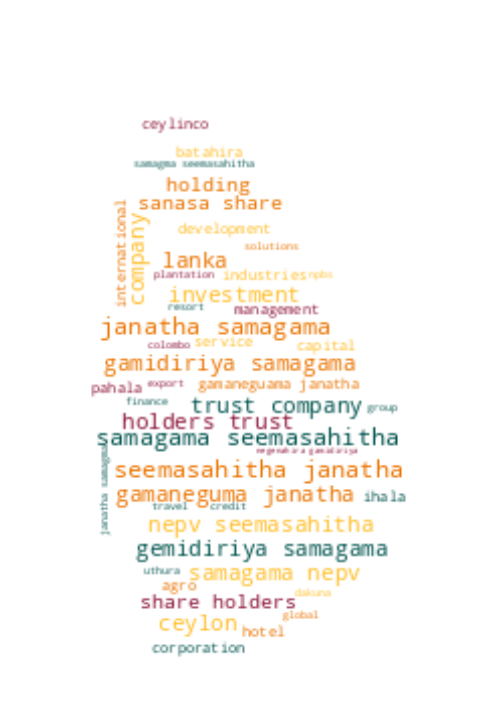 ceylinco
batahira
samagma seemasahitha
holding
sanasa share
international
company
development
solutions
lanka
plantation industries npbs
investment
resort management
janatha samagama
colombo service capital
gamidiriya samagama
pahala export gamaneguama janatha
finance trust company group
holders trust
samagama seemasahitha
negenahira gamidiriya
janatha samagma
seemasahitha janatha
gamaneguma janatha ihala
travel credit
nepv seemasahitha
gemidiriya samagama
uthura samagama nepv
agro
dakuna
share holders
global
ceylon hotel
corporation